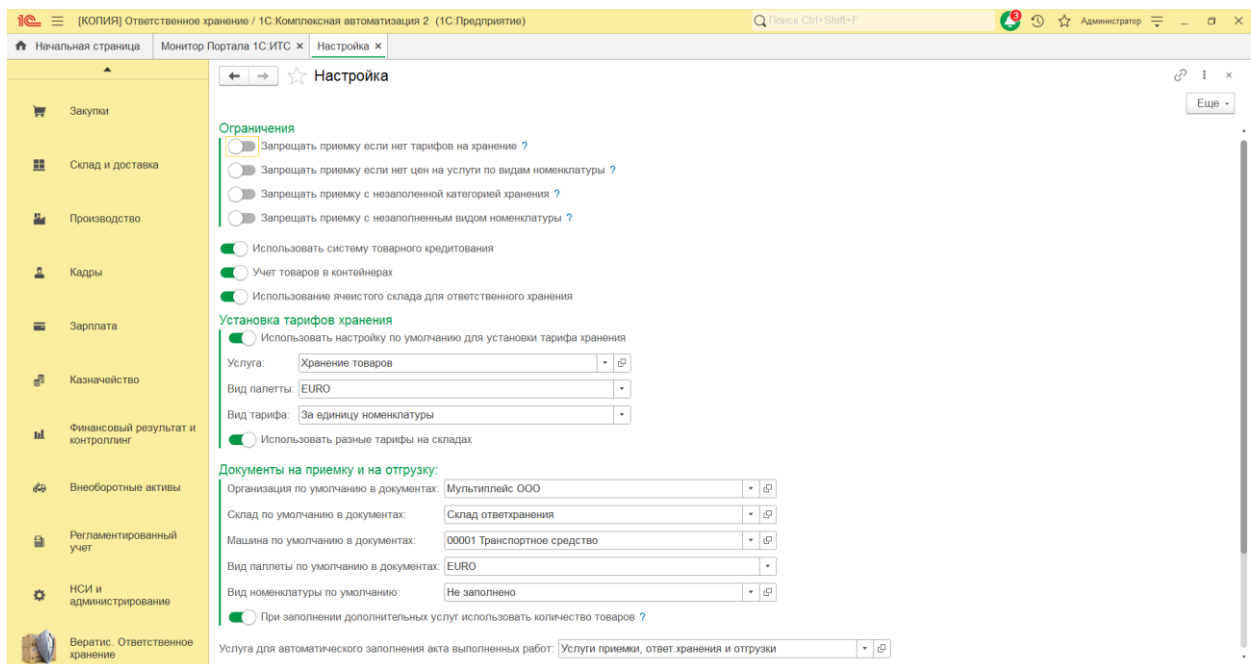 [КОПИЯ] Ответственное хранение / 1С:Комплексная автоматизация 2 (1С:Предприятие)
Поиск Ctrl+Shift+F
3
Администратор
Начальная страница
Монитор Портала 1С:ИТС ×
Настройка ×
Настройка
Еще
Закупки
Склад и доставка
Производство
Кадры
Зарплата
Казначейство
Финансовый результат и
контроллинг
Внеоборотные активы
Регламентированный
учет
НСИ и
администрирование
Вератис. Ответственное
хранение
Ограничения
Запрещать приемку если нет тарифов на хранение ?
Запрещать приемку если нет цен на услуги по видам номенклатуры ?
Запрещать приемку с незаполенной категорией хранения ?
Запрещать приемку с незаполненным видом номенклатуры ?
Использовать систему товарного кредитования
Учет товаров в контейнерах
Использование ячеистого склада для ответственного хранения
Установка тарифов хранения
Использовать настройку по умолчанию для установки тарифа хранения
Услуга: Хранение товаров
Вид палетты: EURO
Вид тарифа: За единицу номенклатуры
Использовать разные тарифы на складах
Документы на приемку и на отгрузку:
Организация по умолчанию в документах: Мультиплейс ООО
Склад по умолчанию в документах: Склад ответхранения
Машина по умолчанию в документах: 00001 Транспортное средство
Вид паллеты по умолчанию в документах: EURO
Вид номенклатуры по умолчанию: Не заполнено
При заполнении дополнительных услуг использовать количество товаров ?
Услуга для автоматического заполнения акта выполненных работ: Услуги приемки, ответ.хранения и отгрузки